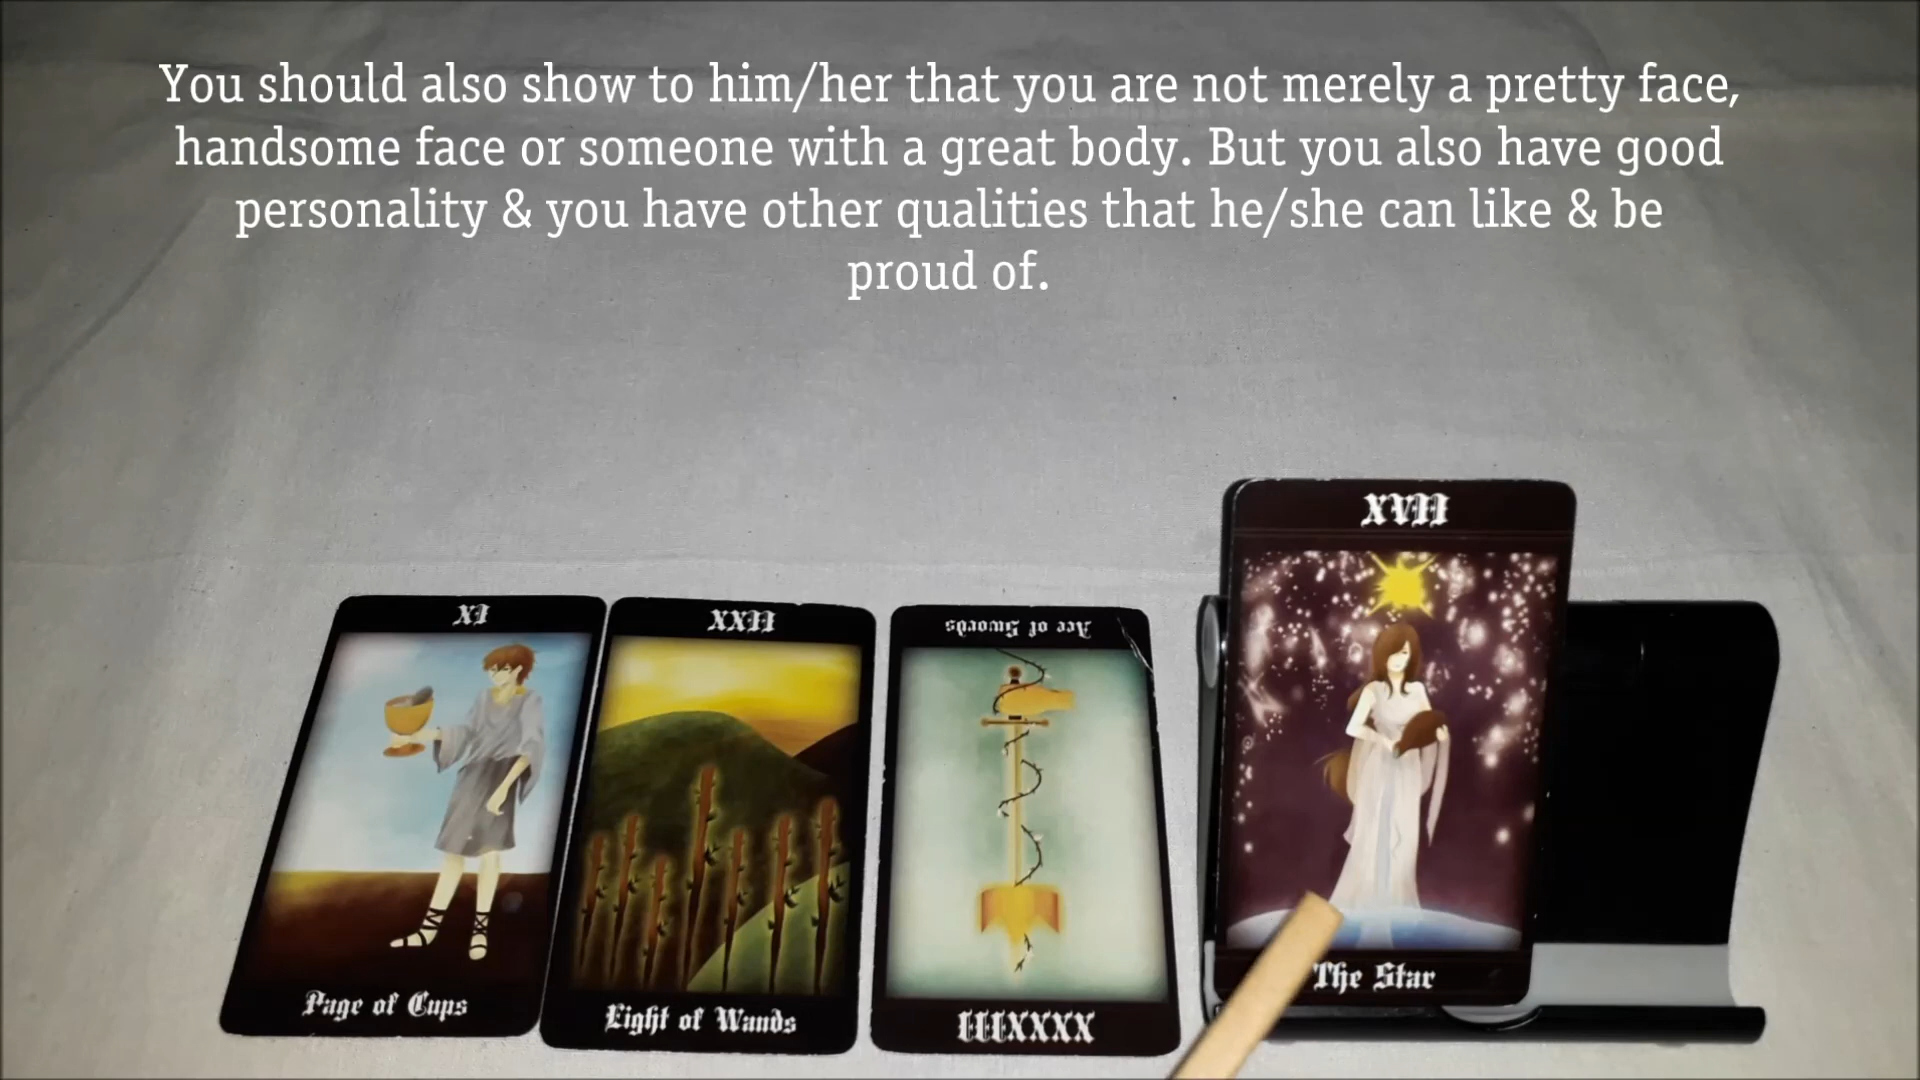 You should also show to him/her that you are not merely a pretty face,
handsome face or someone with a great body. But you also have good
personality & you have other qualities that he/she can like & be
proud of.
XVII
The Star
XI
Page of Cups
XXII
Eight of Wands
Ace of Swords
XXXXIII